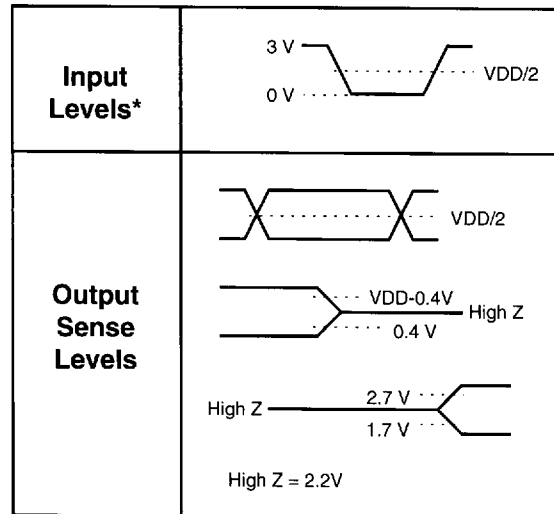 Input
Levels*
3 V
VDD/2
0 V
Output
Sense
Levels
VDD/2
VDD-0.4V
High Z
0.4 V
2.7 V
High Z
1.7 V
High Z = 2.2V